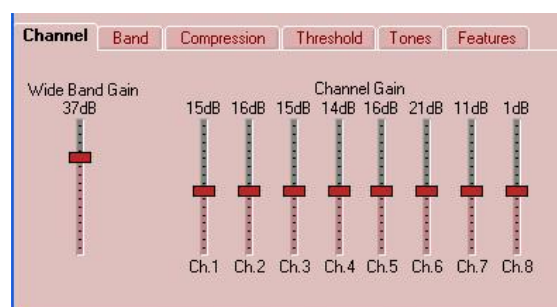 Channel Band Compression Threshold Tones Features
Wide Band Gain
37dB
Channel Gain
15dB 16dB 15dB 14dB 16dB 21dB 11dB 1dB
Ch.1 Ch.2 Ch.3 Ch.4 Ch.5 Ch.6 Ch.7 Ch.8